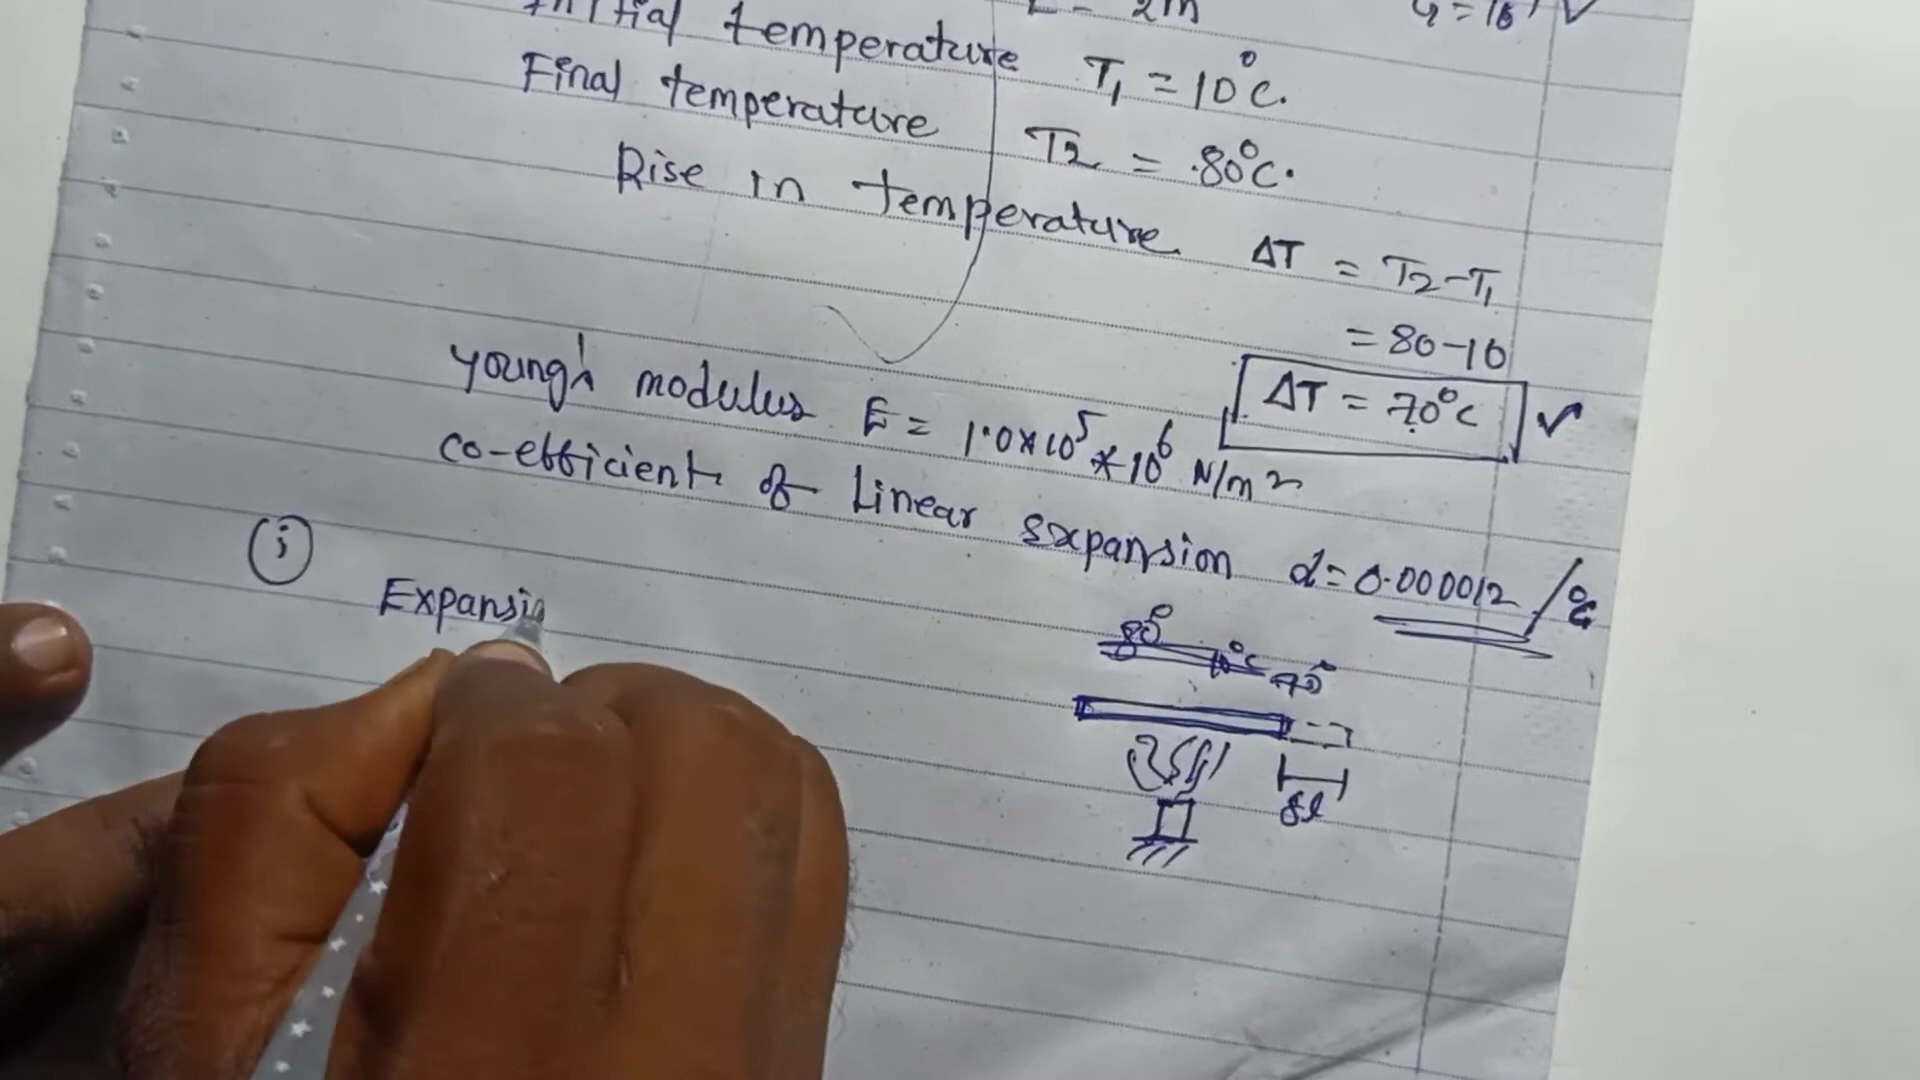 Initial temperature T₁ = 10°C.
Final temperature T₂ = 80°C.
Rise in temperature ΔT = T₂-T₁
= 80-10
ΔT = 70°C ✓
Young's modulus E = 1.0×10⁵×10⁶ N/m²
co-efficient of Linear expansion α = 0.000012 /°C
(i)
Expansi
80°
10°C 70°
δl